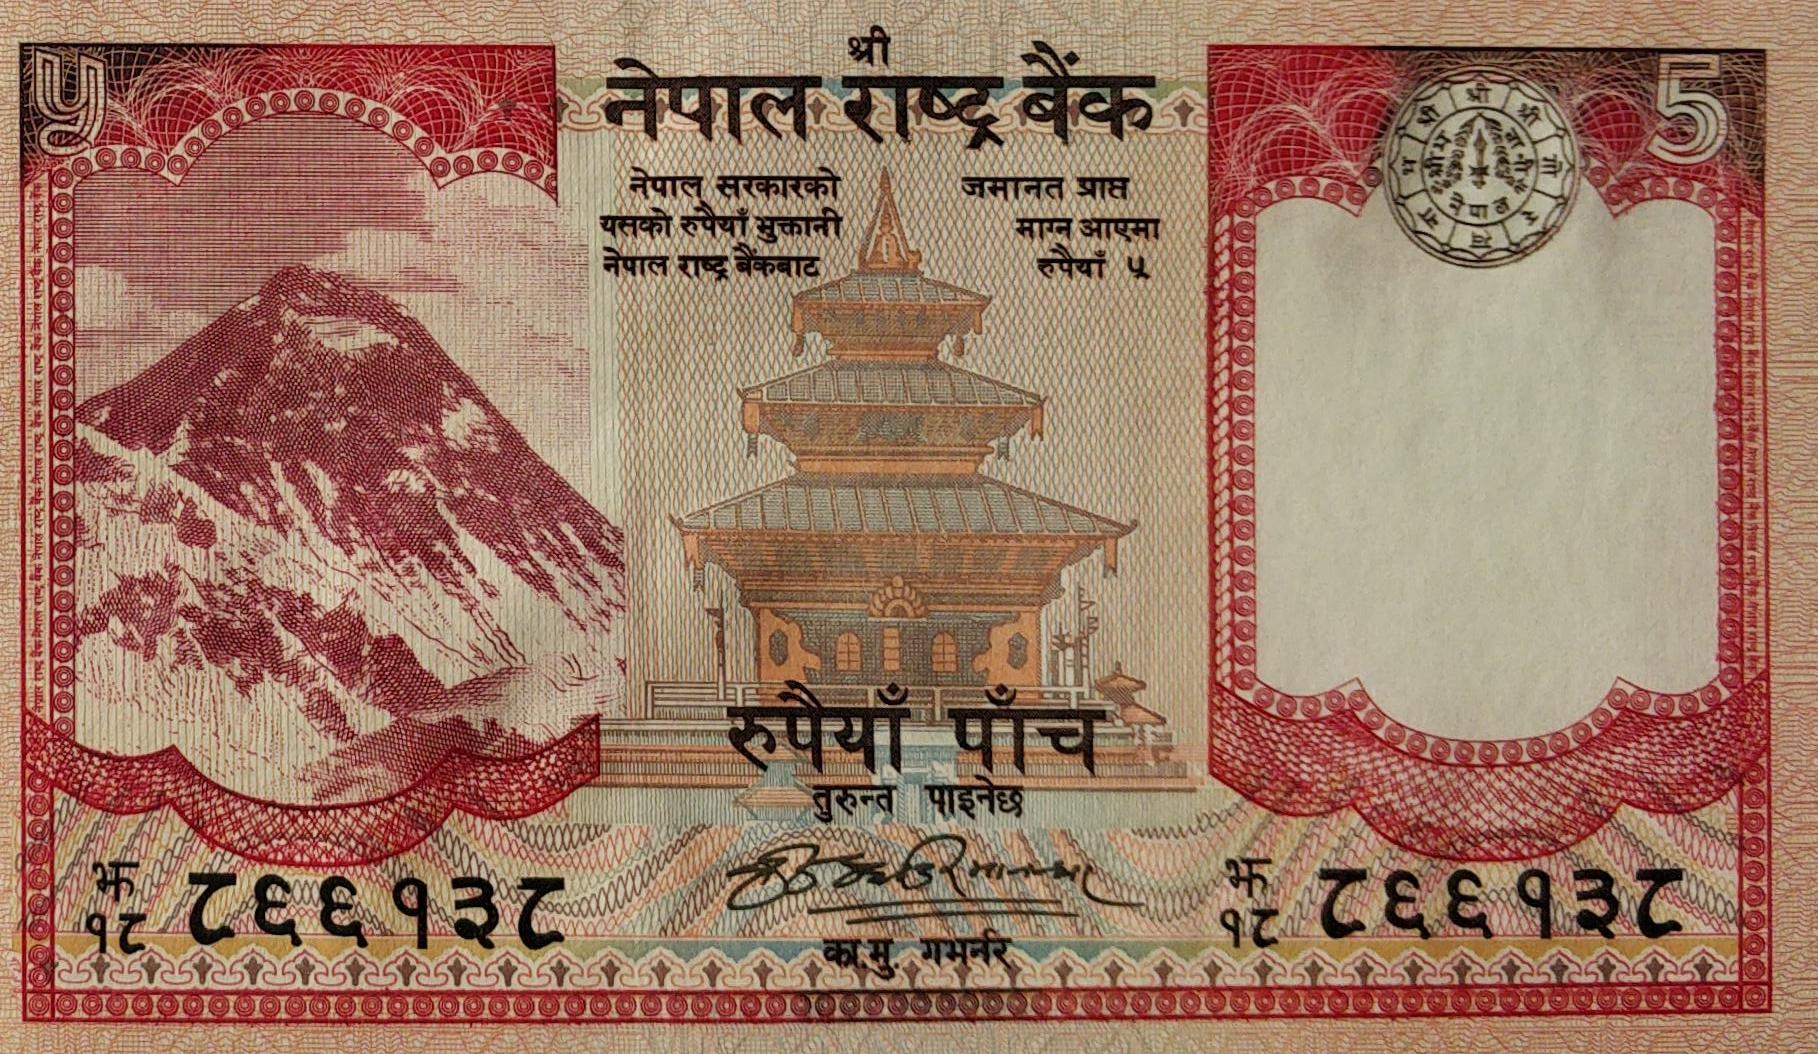 ५
श्री
5
नेपाल राष्ट्र बैंक
नेपाल सरकारको जमानत प्राप्त
यसको रुपैयाँ भुक्तानी माग्न आएमा
नेपाल राष्ट्र बैंकबाट रुपैयाँ ५
रुपैयाँ पाँच
तुरुन्त पाइनेछ
झ
१८ ८६६१३८
झ
१८ ८६६१३८
का.मु. गभर्नर